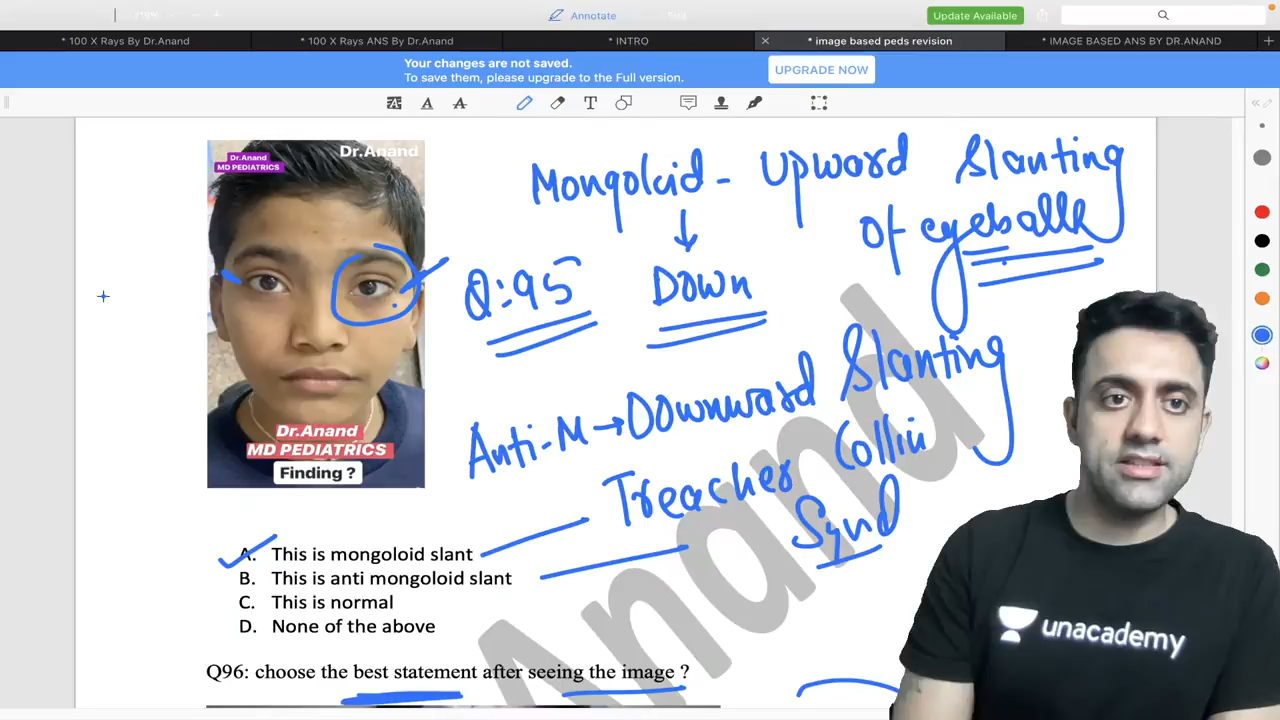 Annotate
Update Available
* 100 X Rays By Dr.Anand
* 100 X Rays ANS By Dr.Anand
* INTRO
* image based peds revision
* IMAGE BASED ANS BY DR.ANAND
Your changes are not saved.
To save them, please upgrade to the Full version.
UPGRADE NOW
Dr.Anand
MD PEDIATRICS
Dr.Anand
Mongoloid - Upward Slanting
of eyeballs
↓
Q:95 Down
Anti-M → Downward Slanting
Treacher Collin
Synd
Dr.Anand
MD PEDIATRICS
Finding ?
A. This is mongoloid slant
B. This is anti mongoloid slant
C. This is normal
D. None of the above
Q96: choose the best statement after seeing the image ?
Anand
unacademy